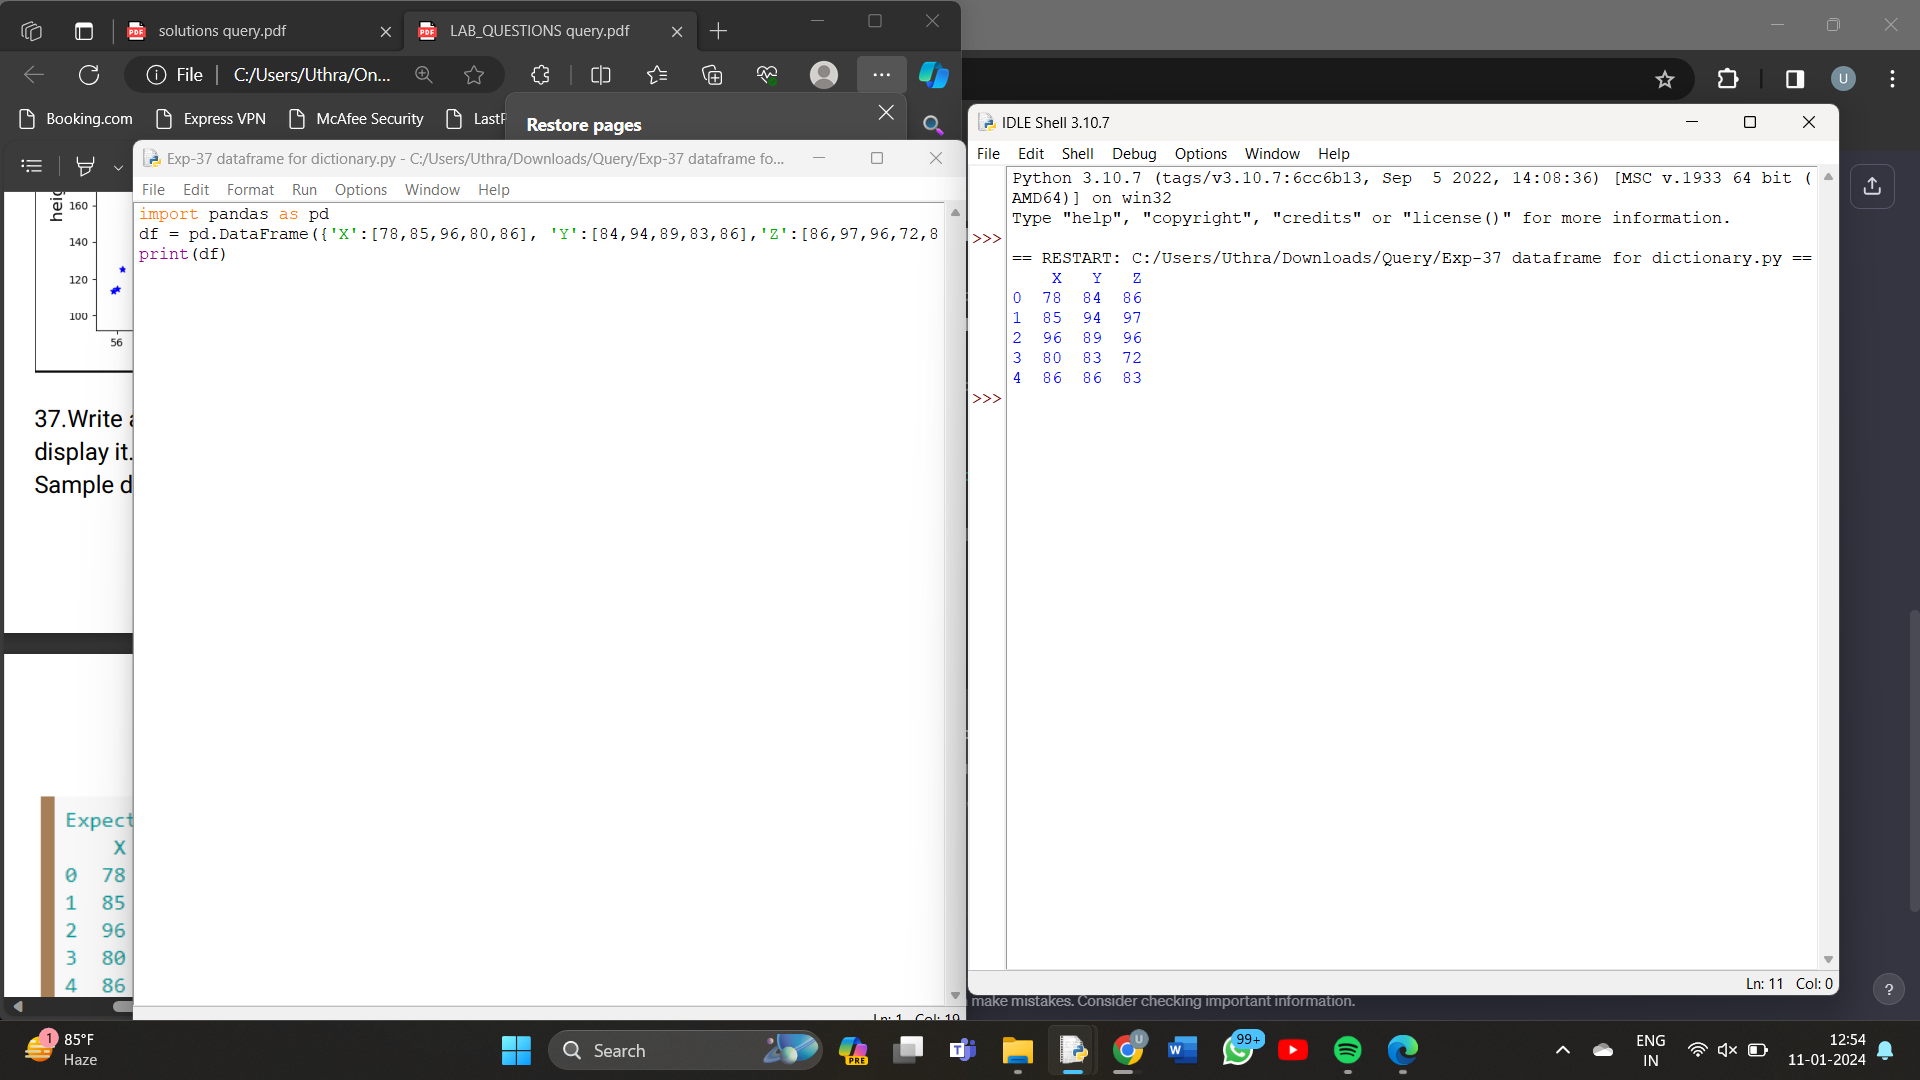 solutions query.pdf
LAB_QUESTIONS query.pdf
File
C:/Users/Uthra/On...
Booking.com
Express VPN
McAfee Security
LastP
Restore pages
heig
160
140
120
100
56
37.Write a
display it.
Sample d
Expect
X
0 78
1 85
2 96
3 80
4 86
Exp-37 dataframe for dictionary.py - C:/Users/Uthra/Downloads/Query/Exp-37 dataframe fo...
File Edit Format Run Options Window Help
import pandas as pd
df = pd.DataFrame({'X':[78,85,96,80,86], 'Y':[84,94,89,83,86],'Z':[86,97,96,72,8
print(df)
Ln: 1 Col: 19
U
IDLE Shell 3.10.7
File Edit Shell Debug Options Window Help
Python 3.10.7 (tags/v3.10.7:6cc6b13, Sep  5 2022, 14:08:36) [MSC v.1933 64 bit (
AMD64)] on win32
Type "help", "copyright", "credits" or "license()" for more information.
>>>
== RESTART: C:/Users/Uthra/Downloads/Query/Exp-37 dataframe for dictionary.py ==
X Y Z
0 78 84 86
1 85 94 97
2 96 89 96
3 80 83 72
4 86 86 83
>>>
Ln: 11 Col: 0
make mistakes. Consider checking important information.
?
1
85°F
Haze
Search
PRE
U
99+
ENG
IN
12:54
11-01-2024